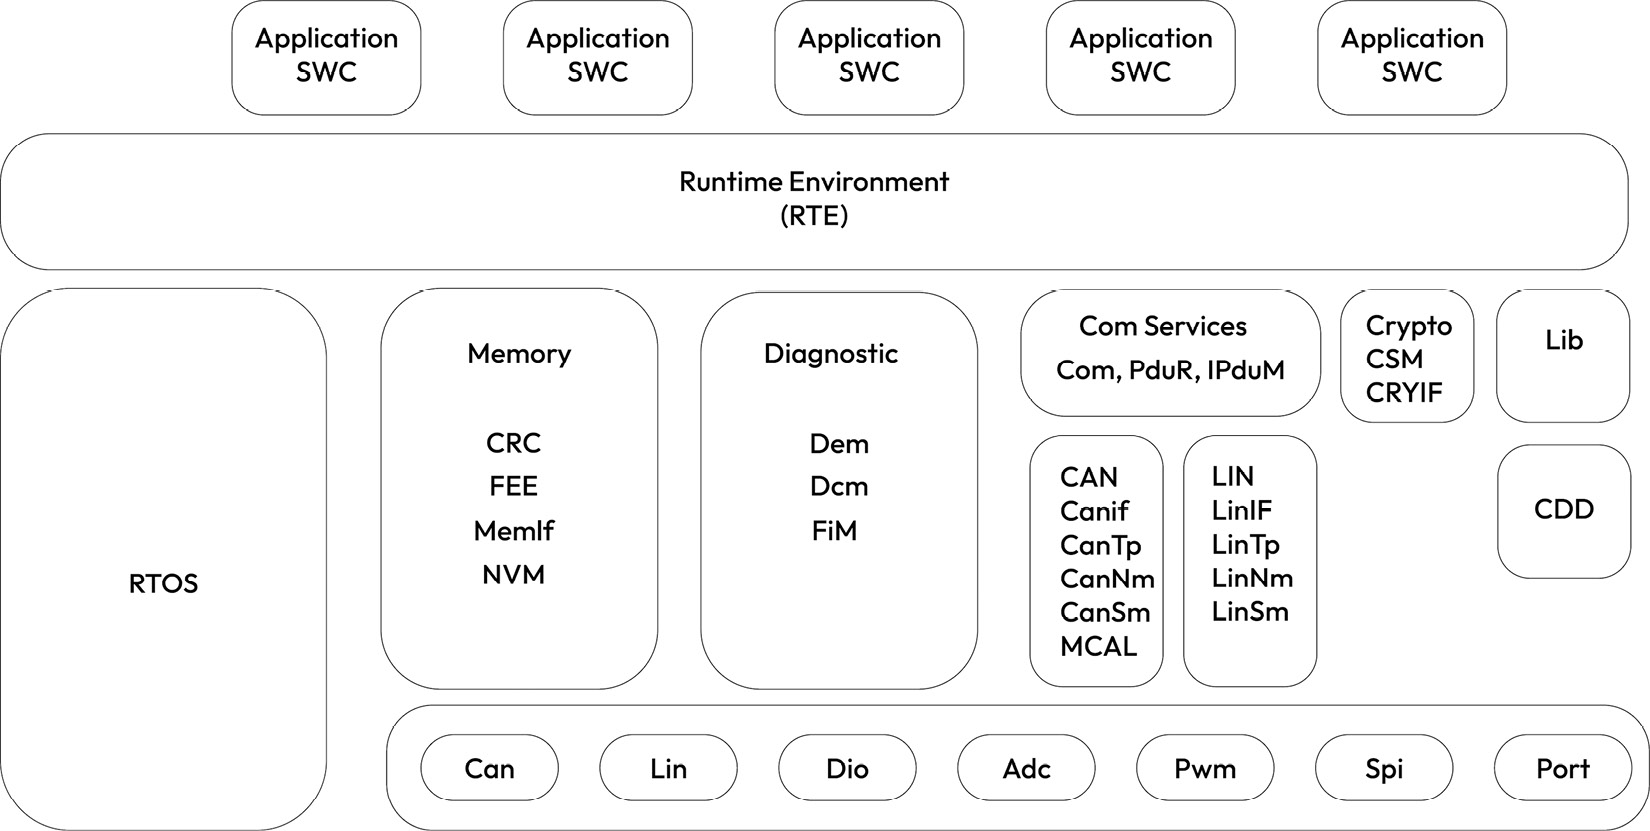 Application
SWC
Application
SWC
Application
SWC
Application
SWC
Application
SWC
Runtime Environment
(RTE)
RTOS
Memory
CRC
FEE
MemIf
NVM
Diagnostic
Dem
Dcm
FiM
Com Services
Com, PduR, IPduM
CAN
Canif
CanTp
CanNm
CanSm
MCAL
LIN
LinIF
LinTp
LinNm
LinSm
Crypto
CSM
CRYIF
Lib
CDD
Can
Lin
Dio
Adc
Pwm
Spi
Port